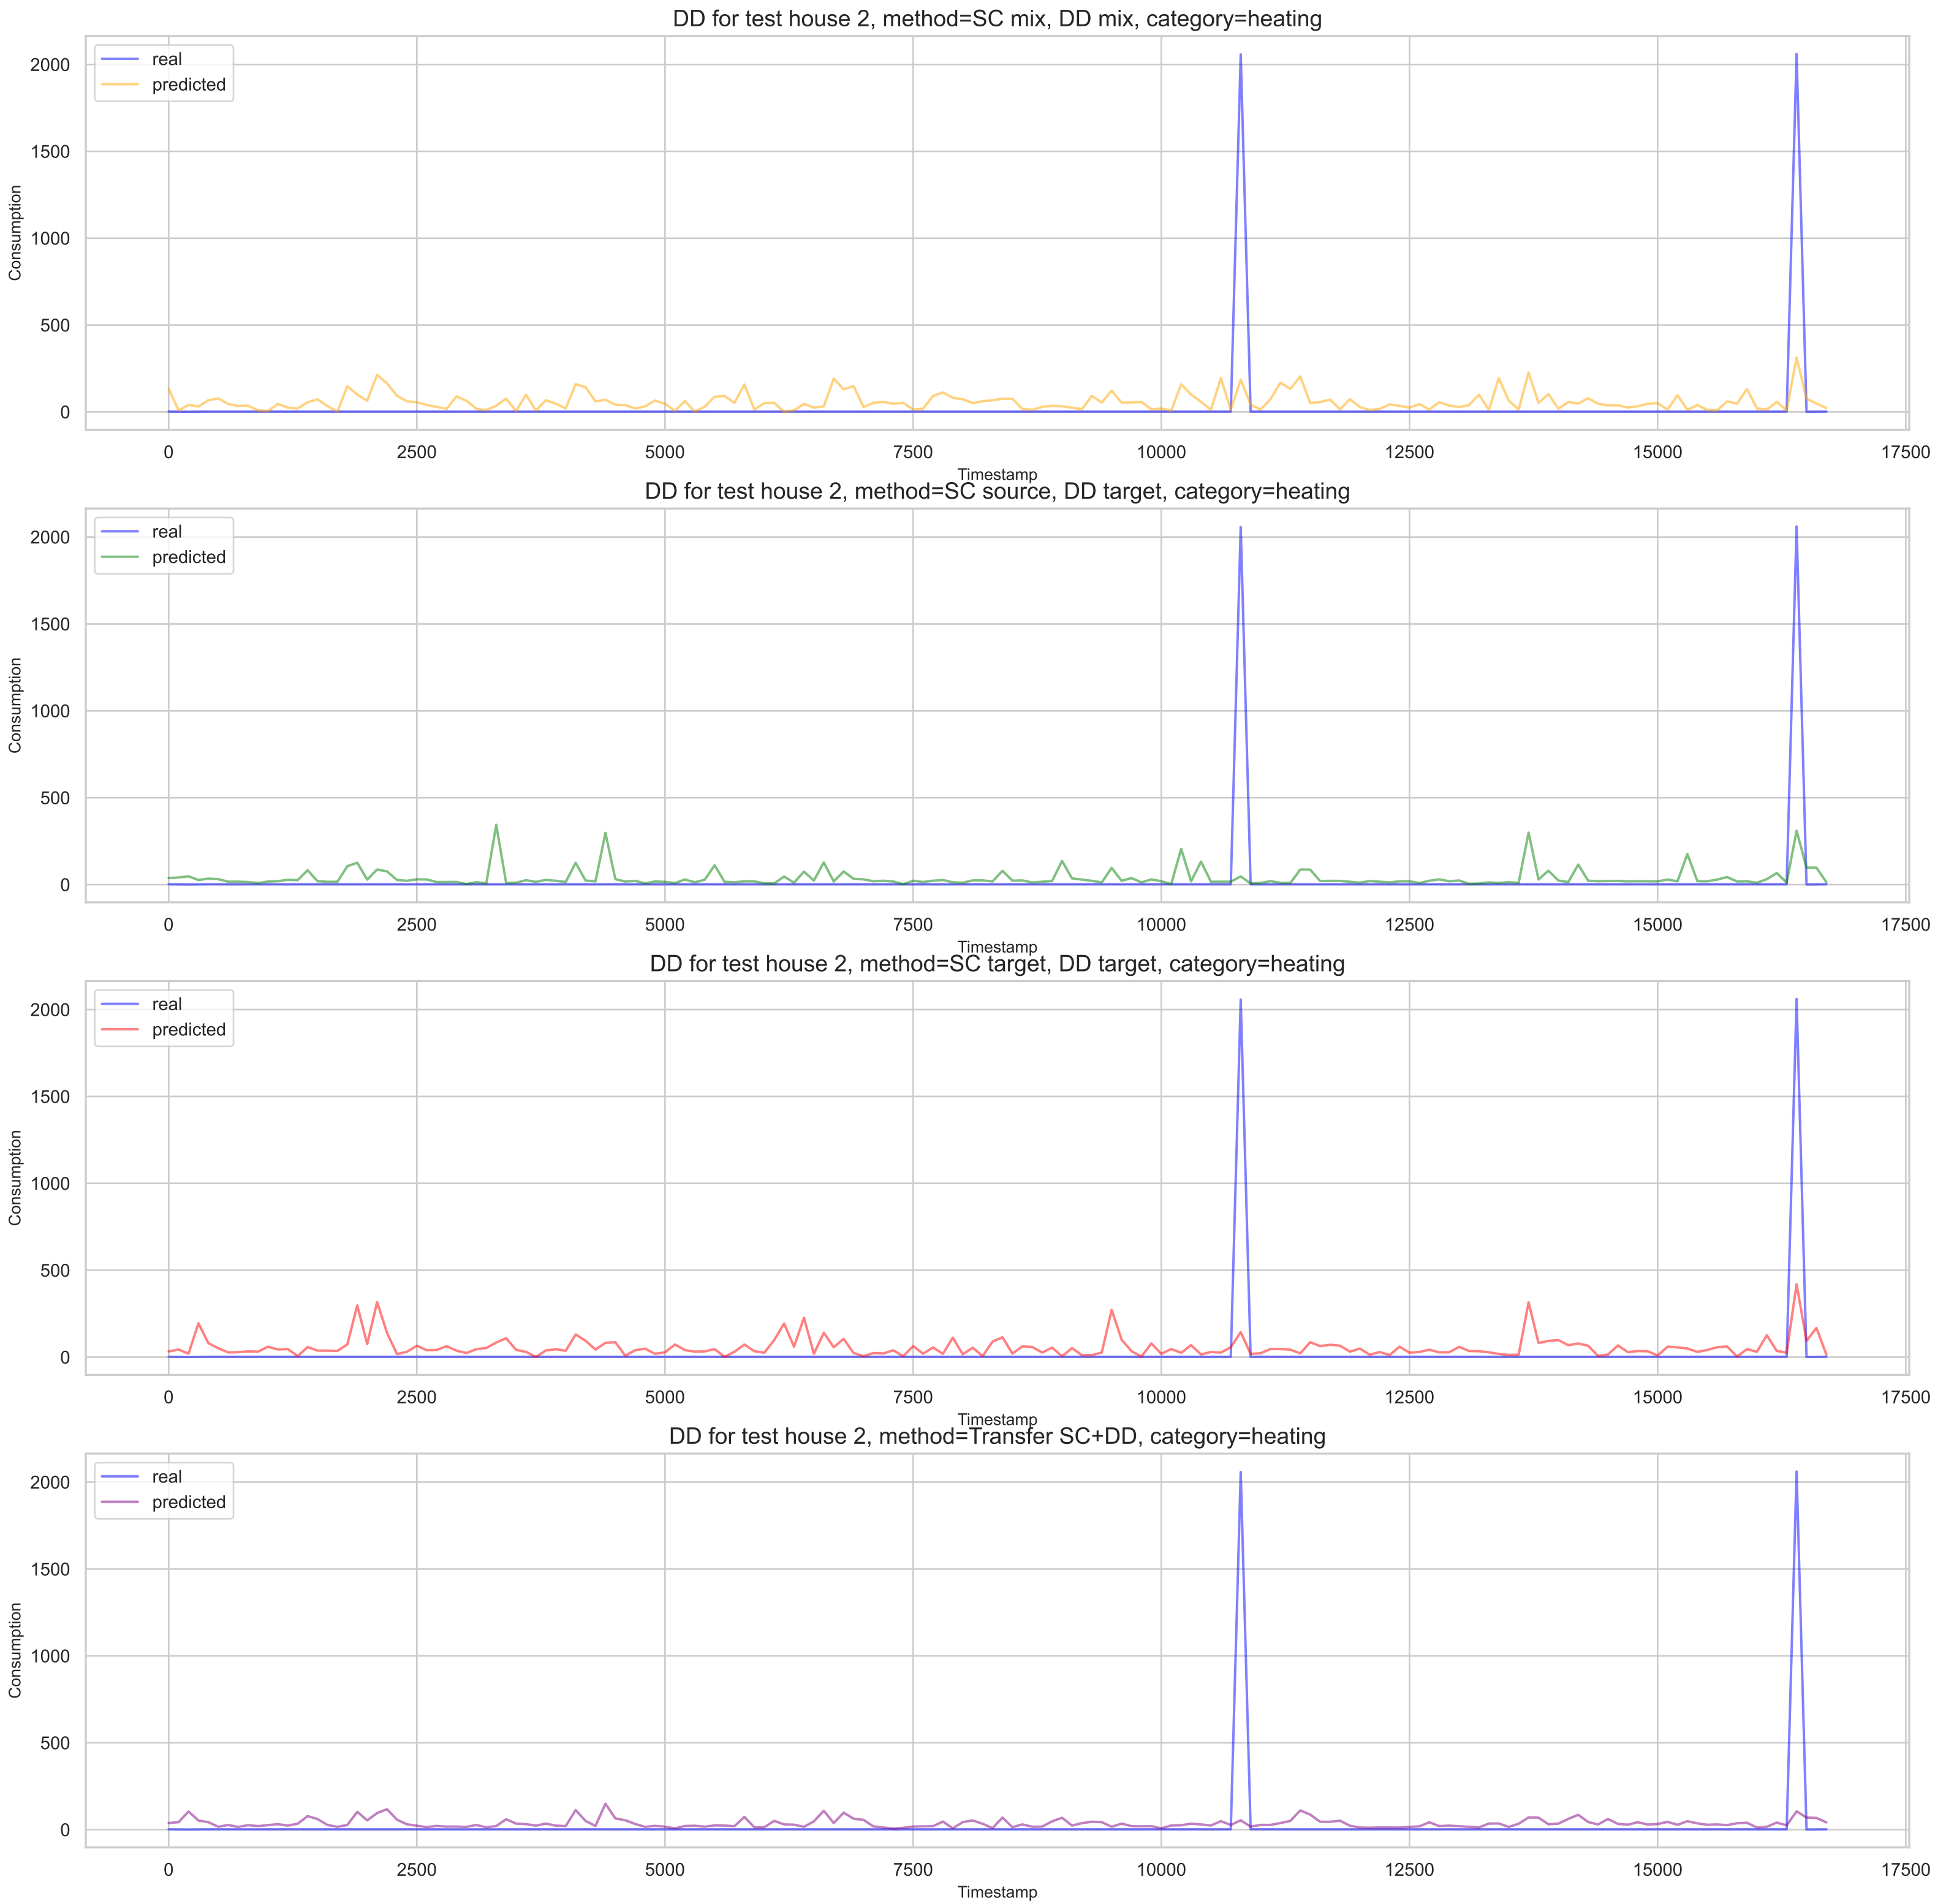 DD for test house 2, method=SC mix, DD mix, category=heating
real
predicted
2000
1500
1000
500
0
Consumption
0 2500 5000 7500 10000 12500 15000 17500
Timestamp
DD for test house 2, method=SC source, DD target, category=heating
real
predicted
2000
1500
1000
500
0
Consumption
0 2500 5000 7500 10000 12500 15000 17500
Timestamp
DD for test house 2, method=SC target, DD target, category=heating
real
predicted
2000
1500
1000
500
0
Consumption
0 2500 5000 7500 10000 12500 15000 17500
Timestamp
DD for test house 2, method=Transfer SC+DD, category=heating
real
predicted
2000
1500
1000
500
0
Consumption
0 2500 5000 7500 10000 12500 15000 17500
Timestamp